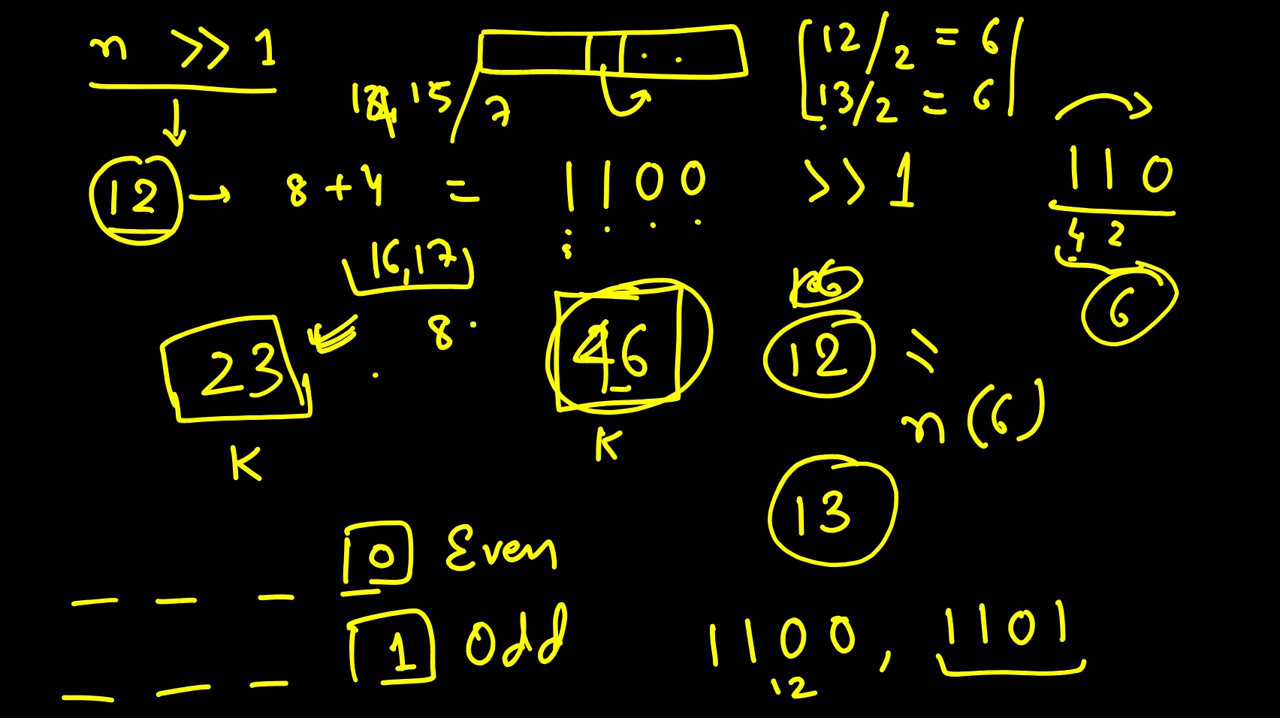 n >> 1
12/2 = 6
13/2 = 6
15 / 7
12 → 8 + 4 = 1100 >> 1
110
4 2
6
16, 17
8
23
K
46
K
12
n (6)
13
0 Even
1 Odd
1100, 1101
12